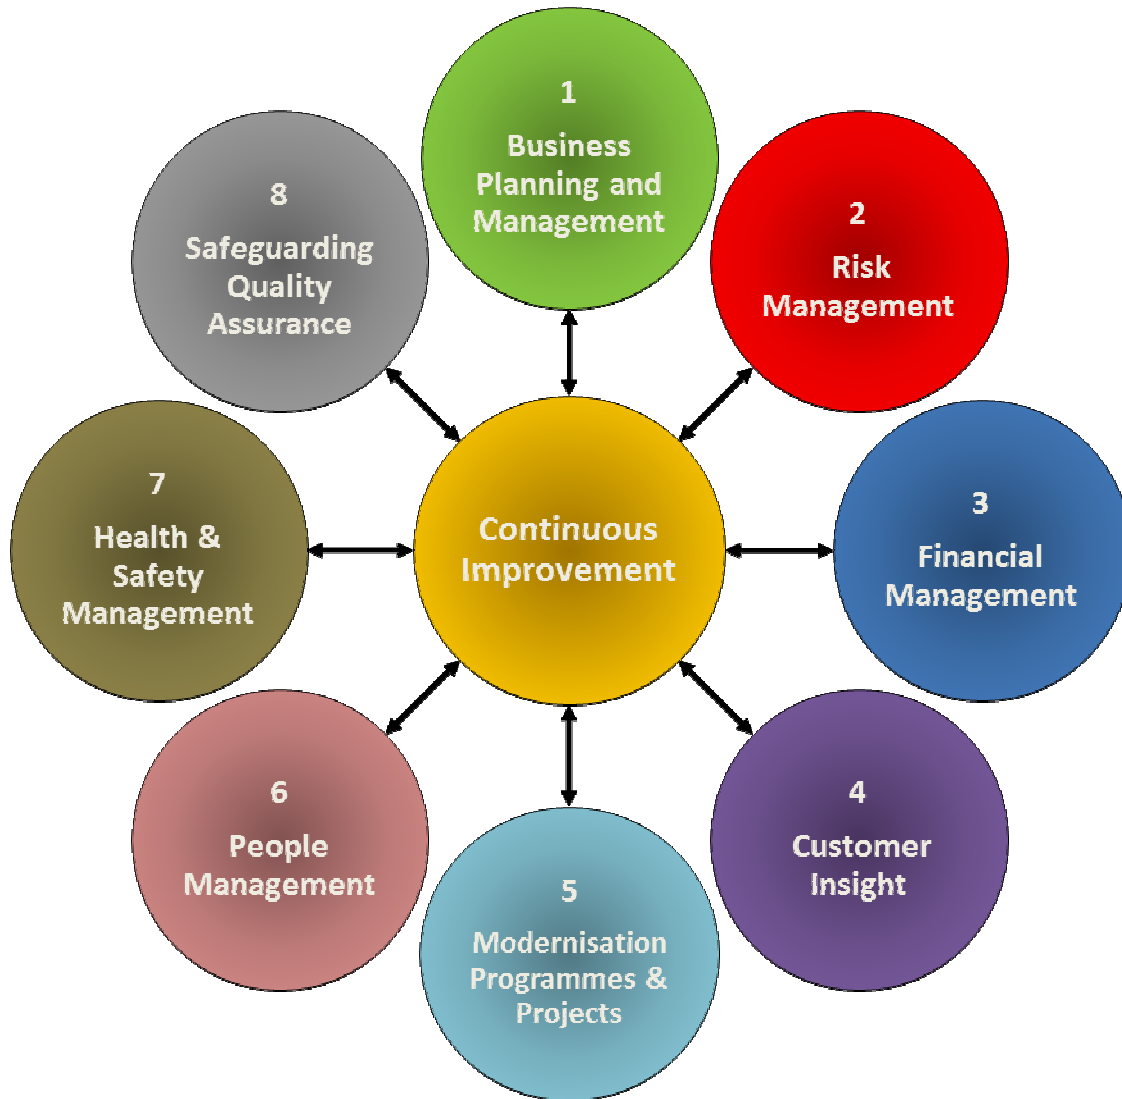 1
Business
Planning and
Management
2
Risk
Management
3
Financial
Management
4
Customer
Insight
5
Modernisation
Programmes &
Projects
6
People
Management
7
Health &
Safety
Management
8
Safeguarding
Quality
Assurance
Continuous
Improvement